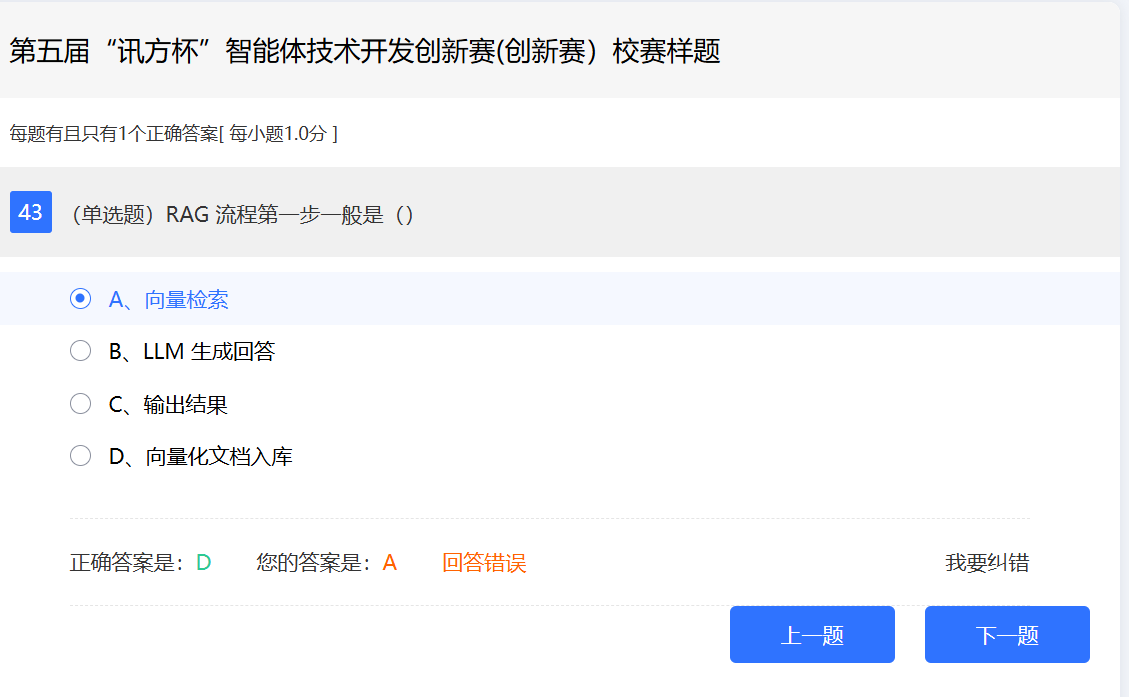 第五届“讯方杯”智能体技术开发创新赛(创新赛）校赛样题
每题有且只有1个正确答案[ 每小题1.0分 ]
43 （单选题）RAG 流程第一步一般是（）
A、向量检索
B、LLM 生成回答
C、输出结果
D、向量化文档入库
正确答案是：D 您的答案是：A 回答错误 我要纠错
上一题 下一题